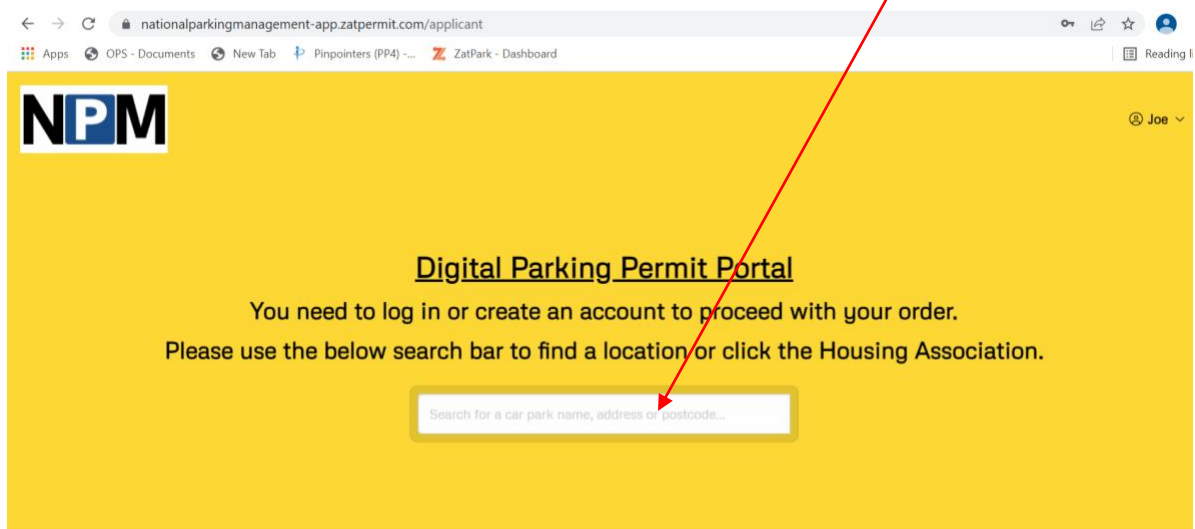 nationalparkingmanagement-app.zatpermit.com/applicant
Apps OPS - Documents New Tab Pinpointers (PP4) -... ZatPark - Dashboard Reading li
NPM
Joe
Digital Parking Permit Portal
You need to log in or create an account to proceed with your order.
Please use the below search bar to find a location or click the Housing Association.
Search for a car park name, address or postcode...